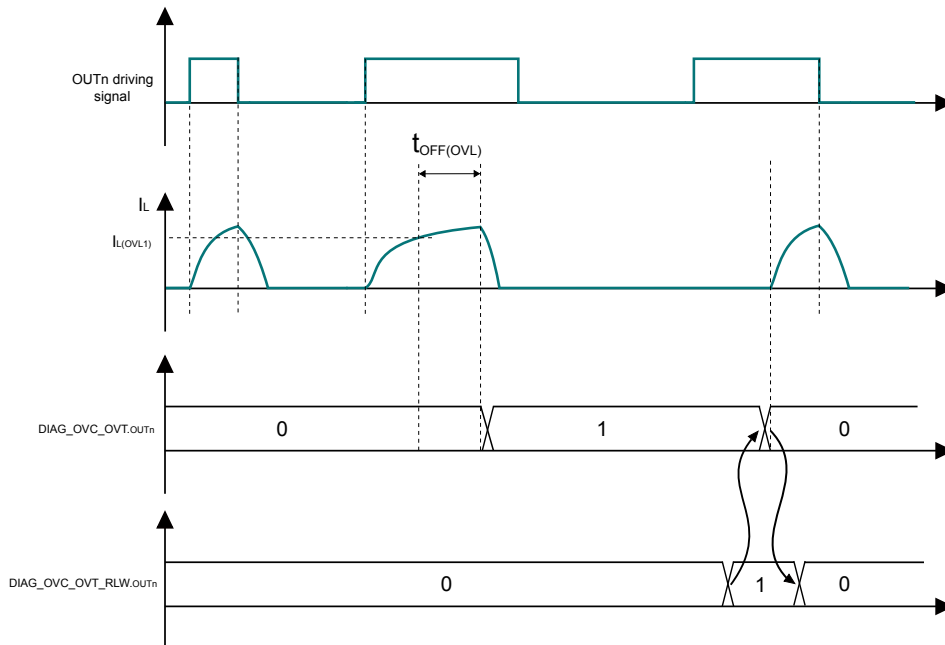 OUTn driving
signal
tOFF(OVL)
IL
IL(OVL1)
DIAG_OVC_OVT.OUTn
0
1
0
DIAG_OVC_OVT_RLW.OUTn
0
1
0